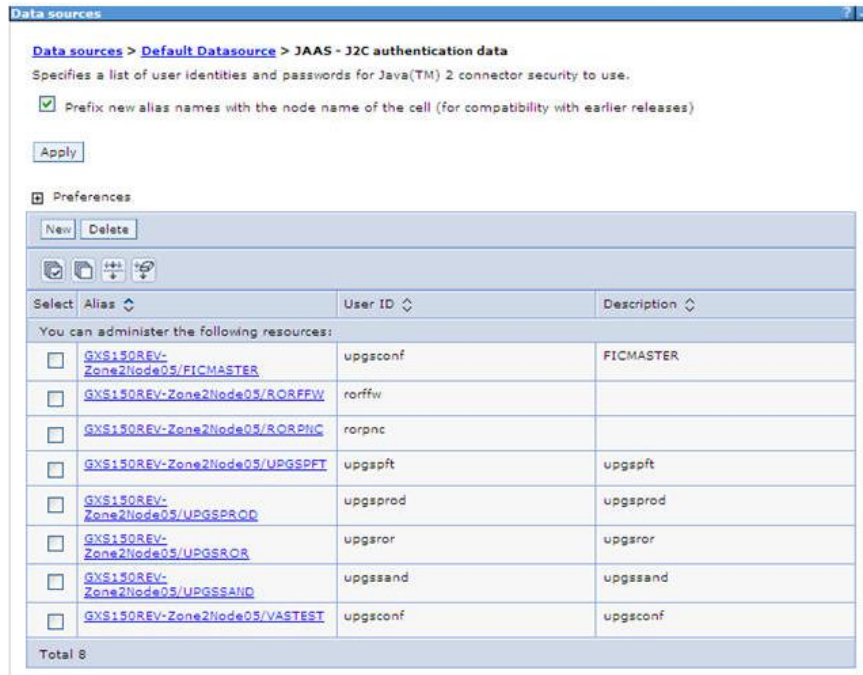 Data sources
?
Data sources > Default Datasource > JAAS - J2C authentication data
Specifies a list of user identities and passwords for Java(TM) 2 connector security to use.
Prefix new alias names with the node name of the cell (for compatibility with earlier releases)
Apply
Preferences
New Delete
Select Alias User ID Description
You can administer the following resources:
GXS150REV- upgsconf FICMASTER
Zone2Node05/FICMASTER
GXS150REV-Zone2Node05/RORFFW rorffw
GXS150REV-Zone2Node05/RORPNC rorpnc
GXS150REV-Zone2Node05/UPGSPFT upgspft upgspft
GXS150REV- upgsprod upgsprod
Zone2Node05/UPGSPROD
GXS150REV- upgsror upgsror
Zone2Node05/UPGSROR
GXS150REV- upgssand upgssand
Zone2Node05/UPGSSAND
GXS150REV-Zone2Node05/VASTEST upgsconf upgsconf
Total 8